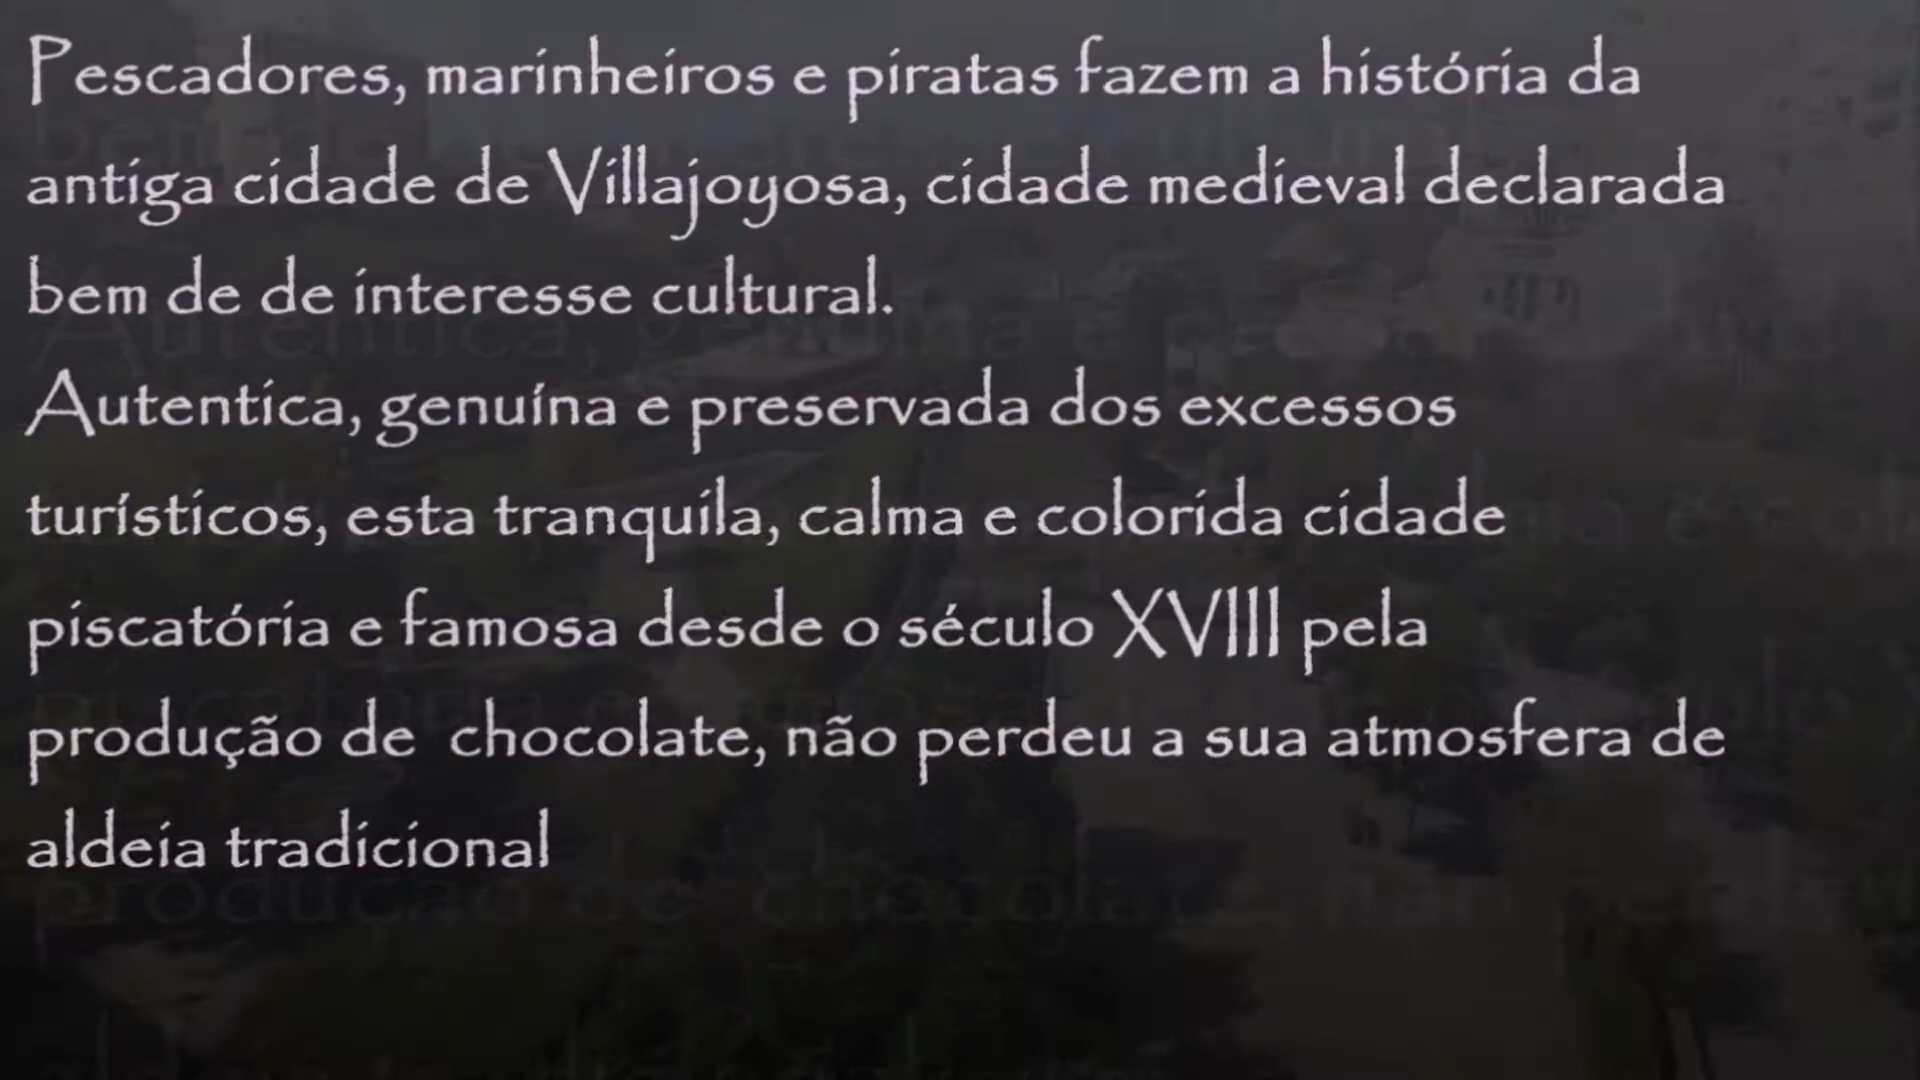 Pescadores, marinheiros e piratas fazem a história da
antiga cidade de Villajoyosa, cidade medieval declarada
bem de de interesse cultural.
Autentica, genuína e preservada dos excessos
turísticos, esta tranquila, calma e colorida cidade
piscatória e famosa desde o século XVIII pela
produção de  chocolate, não perdeu a sua atmosfera de
aldeia tradicional